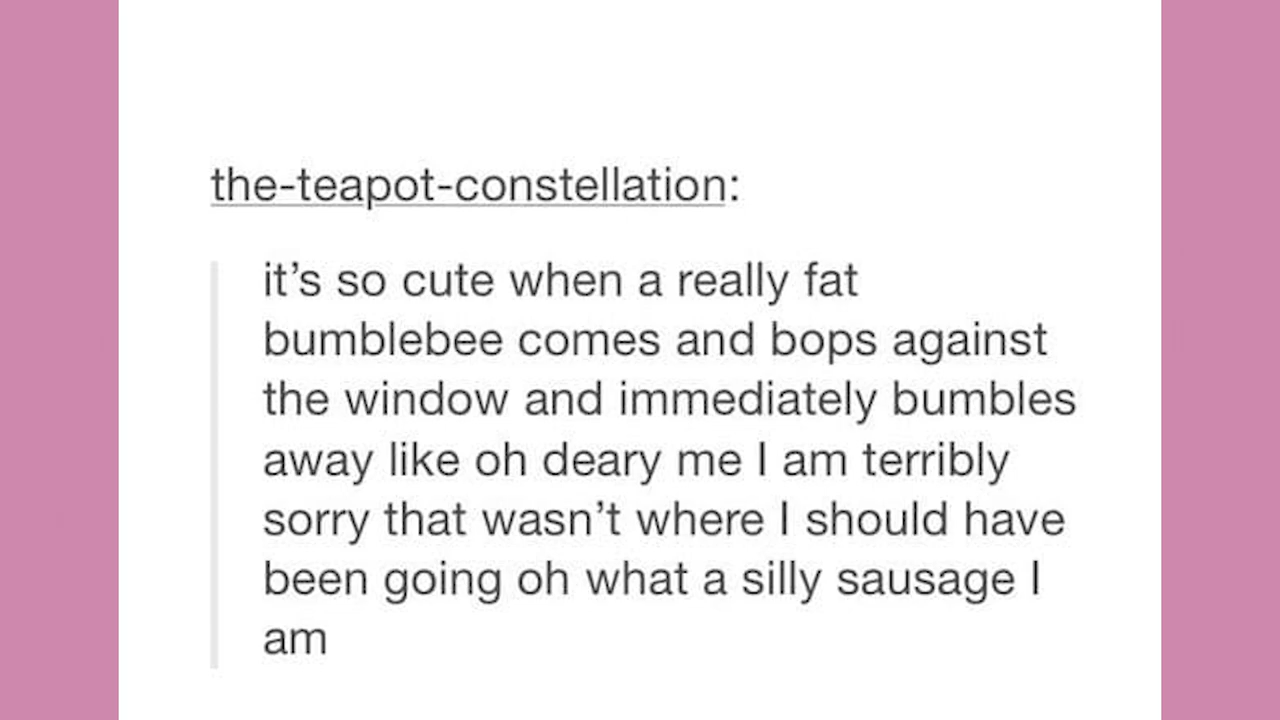 the-teapot-constellation:
it’s so cute when a really fat
bumblebee comes and bops against
the window and immediately bumbles
away like oh deary me I am terribly
sorry that wasn’t where I should have
been going oh what a silly sausage I
am